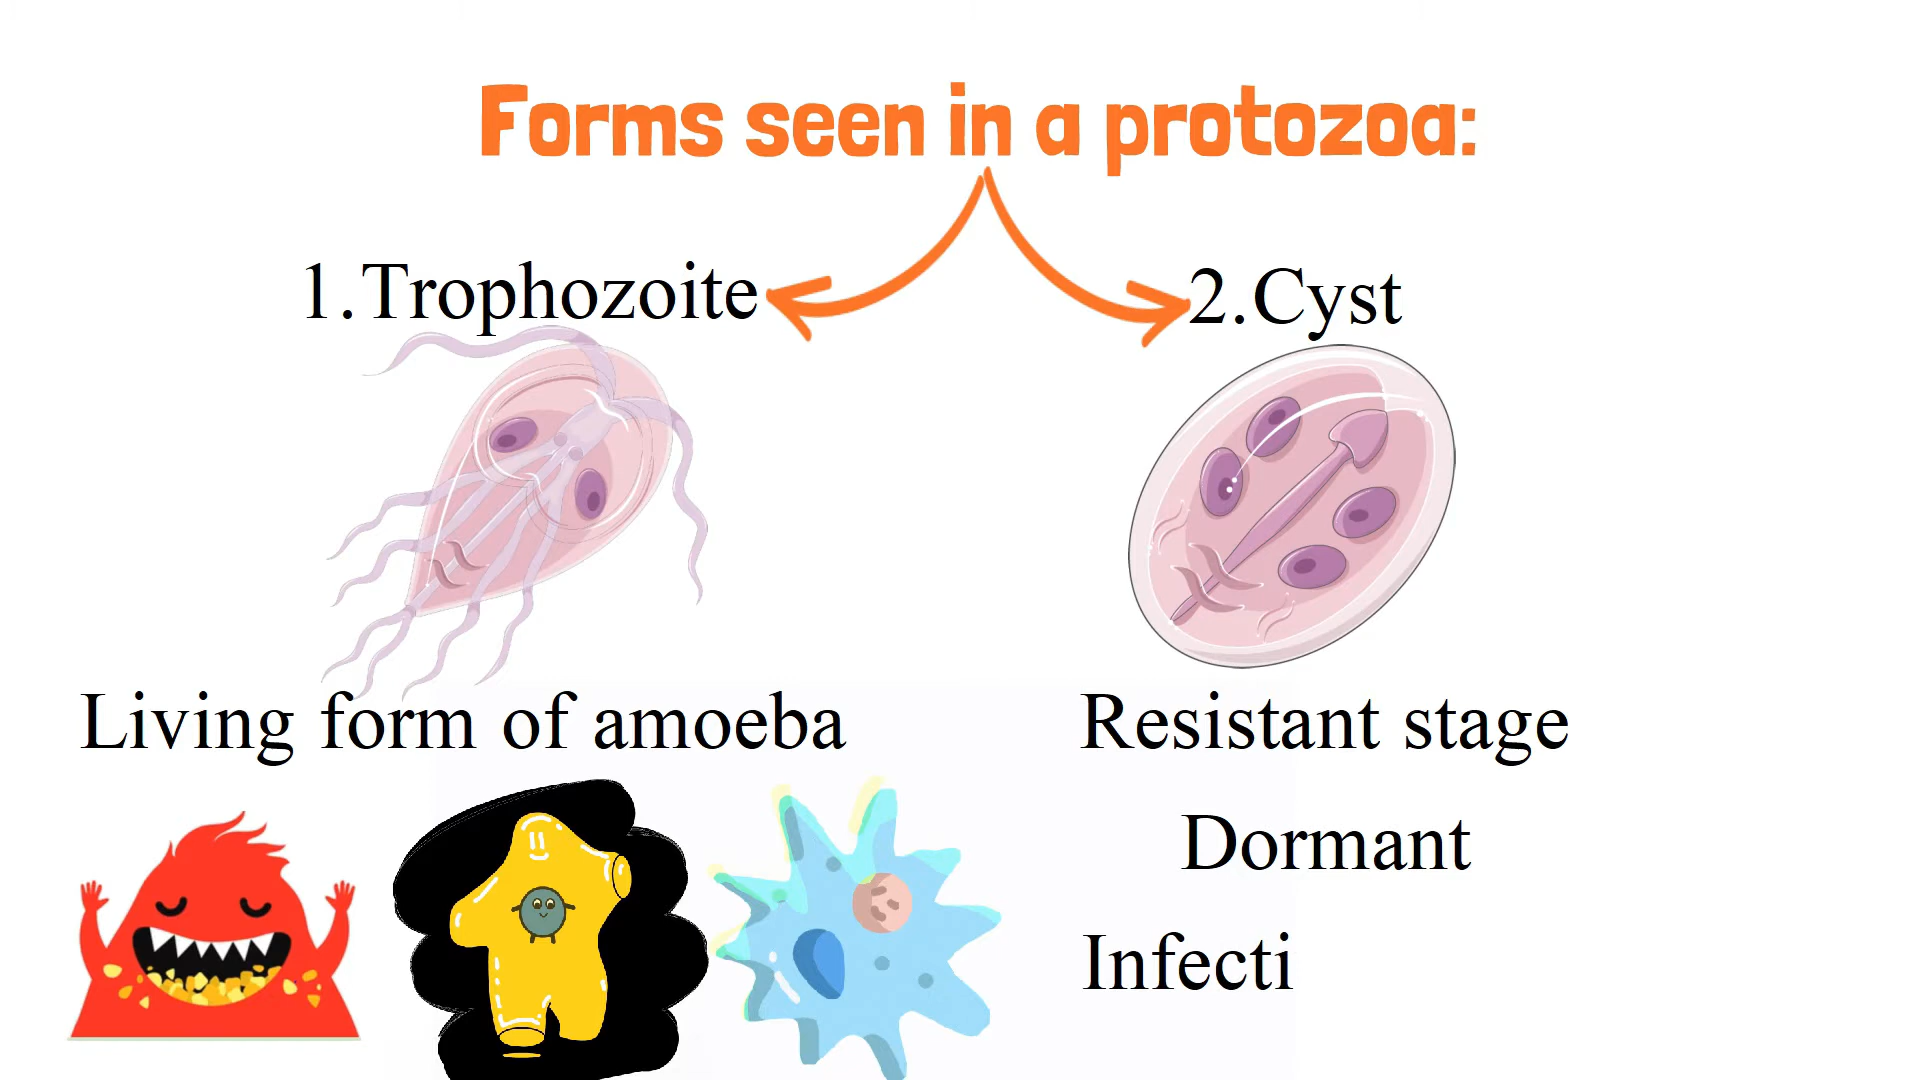 Forms seen in a protozoa:
1.Trophozoite
2.Cyst
Living form of amoeba
Resistant stage
Dormant
Infecti